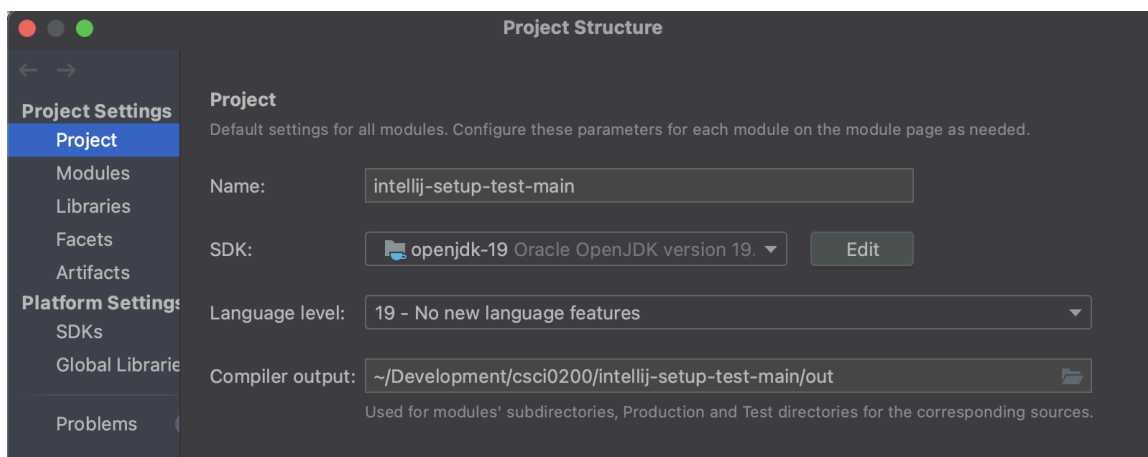 Project Structure
Project Settings
Project
Modules
Libraries
Facets
Artifacts
Platform Settings
SDKs
Global Librarie
Problems
Project
Default settings for all modules. Configure these parameters for each module on the module page as needed.
Name: intellij-setup-test-main
SDK: openjdk-19 Oracle OpenJDK version 19. Edit
Language level: 19 - No new language features
Compiler output: ~/Development/csci0200/intellij-setup-test-main/out
Used for modules' subdirectories, Production and Test directories for the corresponding sources.